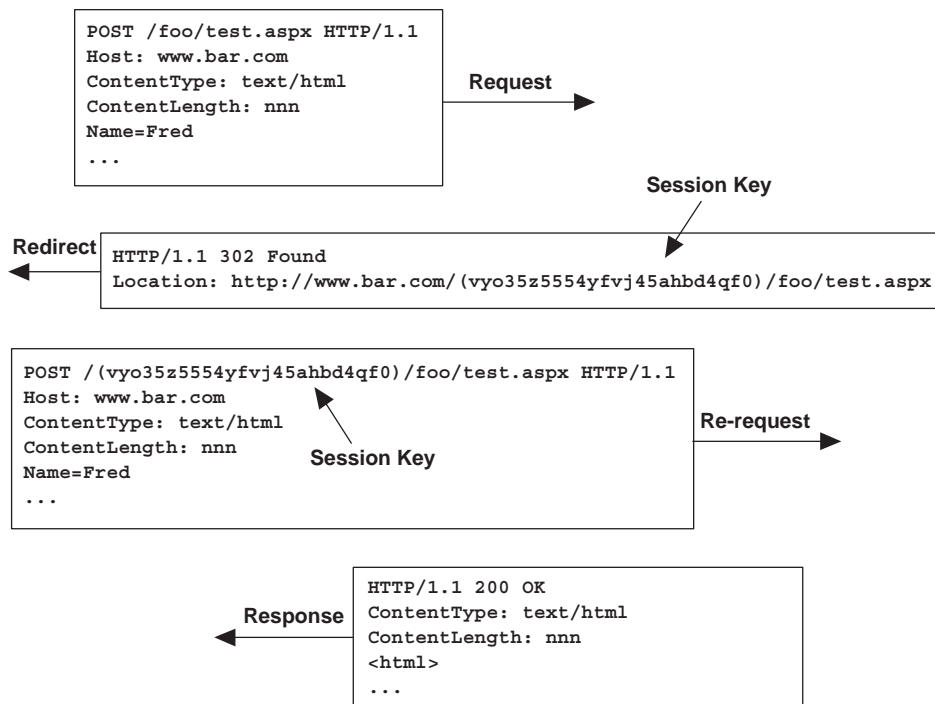 POST /foo/test.aspx HTTP/1.1
Host: www.bar.com
ContentType: text/html
ContentLength: nnn
Name=Fred
...
Request
Session Key
Redirect
HTTP/1.1 302 Found
Location: http://www.bar.com/(vyo35z5554yfvj45ahbd4qf0)/foo/test.aspx
POST /(vyo35z5554yfvj45ahbd4qf0)/foo/test.aspx HTTP/1.1
Host: www.bar.com
ContentType: text/html
ContentLength: nnn
Name=Fred
...
Session Key
Re-request
Response
HTTP/1.1 200 OK
ContentType: text/html
ContentLength: nnn
<html>
...